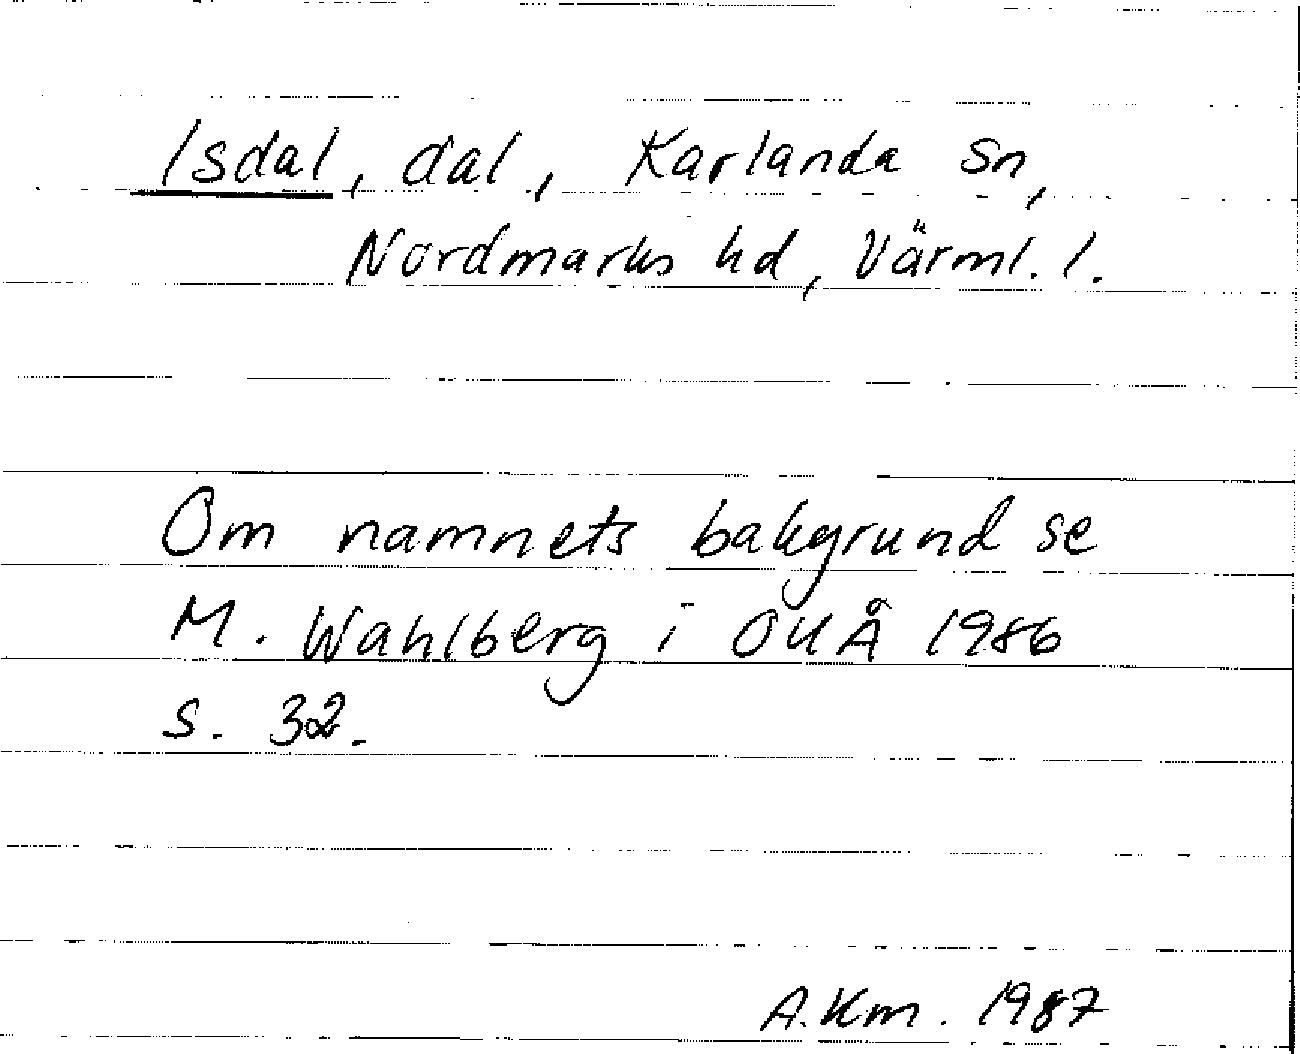 Isdal, dal, Karlanda sn,
Nordmarks hd, Värml. l.
Om namnets bakgrund se
M. Wahlberg i OUÅ 1986
s. 32.
A.Km. 1987